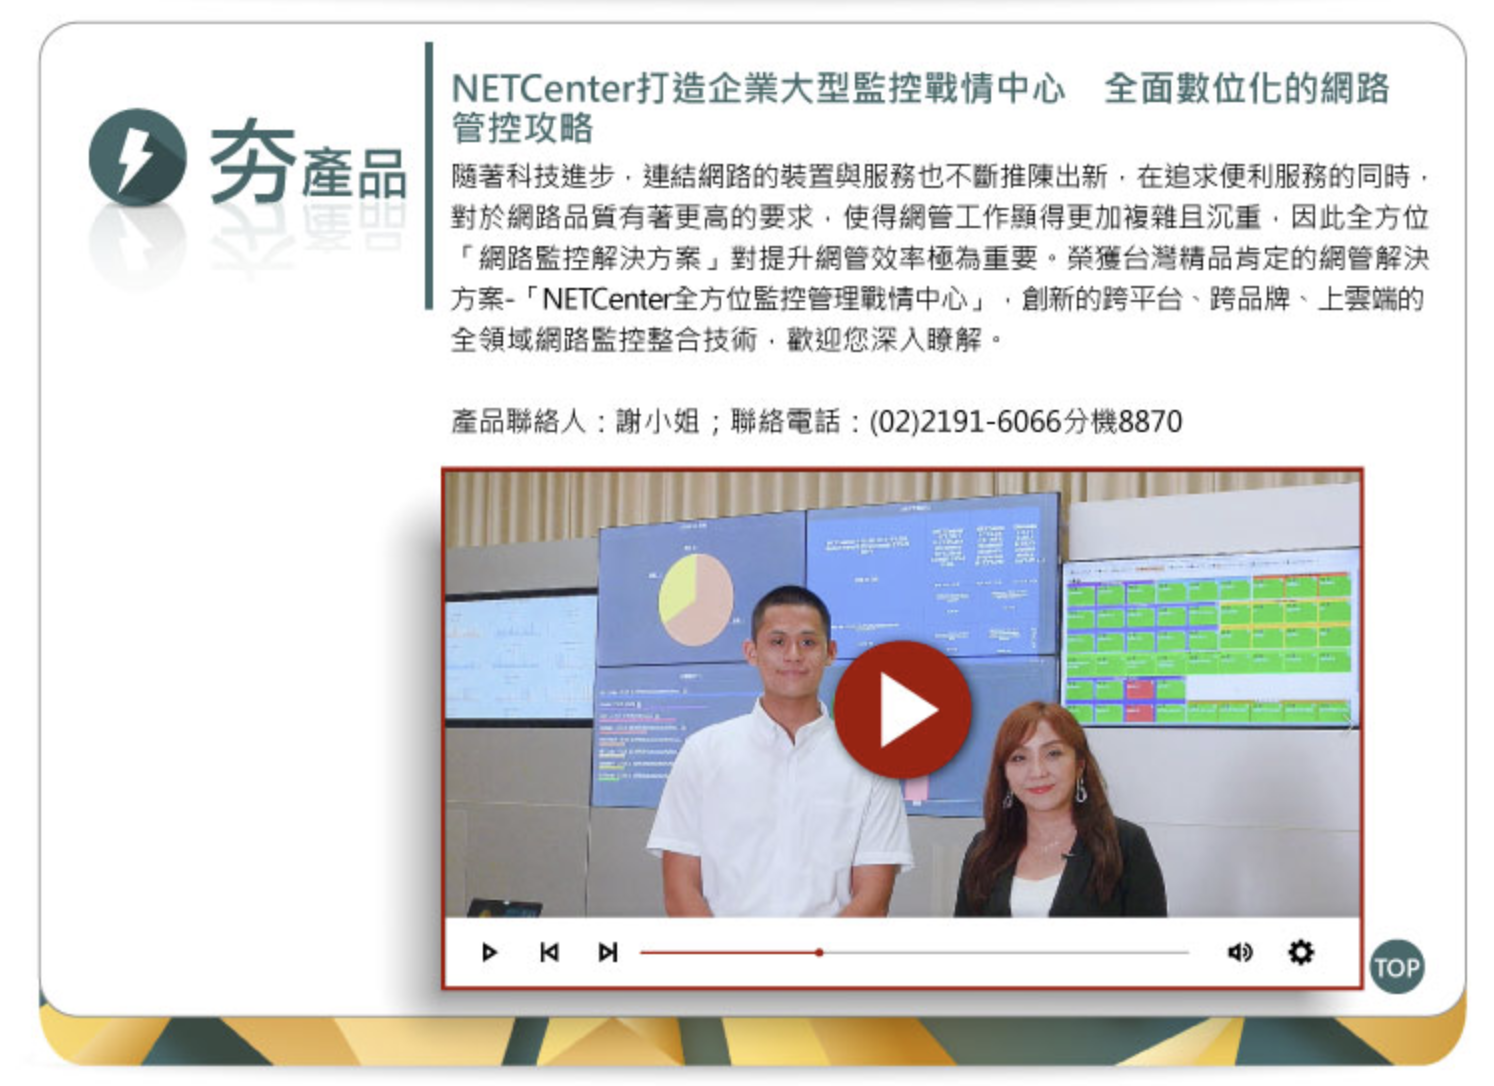 夯產品
NETCenter打造企業大型監控戰情中心　全面數位化的網路
管控攻略
隨著科技進步，連結網路的裝置與服務也不斷推陳出新，在追求便利服務的同時，
對於網路品質有著更高的要求，使得網管工作顯得更加複雜且沉重，因此全方位
「網路監控解決方案」對提升網管效率極為重要。榮獲台灣精品肯定的網管解決
方案-「NETCenter全方位監控管理戰情中心」，創新的跨平台、跨品牌、上雲端的
全領域網路監控整合技術，歡迎您深入瞭解。
產品聯絡人：謝小姐；聯絡電話：(02)2191-6066分機8870
TOP